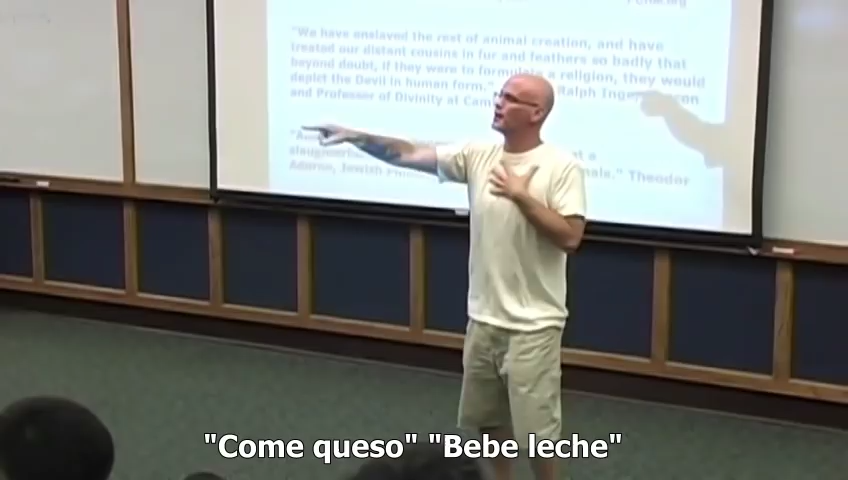 "We have enslaved the rest of animal creation, and have
treated our distant cousins in fur and feathers so badly that
beyond doubt, if they were to formulate a religion, they would
depict the Devil in human form,"
Ralph
and Professor of Divinity at
a
Adorno, Jewish Theodor
"Come queso" "Bebe leche"